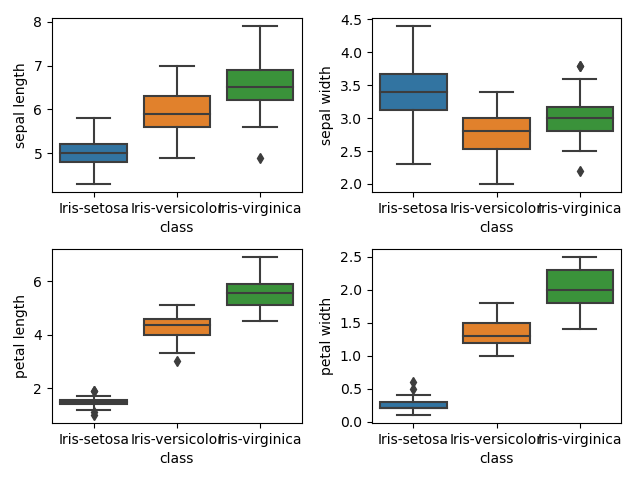 sepal length
8
7
6
5
Iris-setosa Iris-versicolor Iris-virginica
class
sepal width
4.5
4.0
3.5
3.0
2.5
2.0
Iris-setosa Iris-versicolor Iris-virginica
class
petal length
6
4
2
Iris-setosa Iris-versicolor Iris-virginica
class
petal width
2.5
2.0
1.5
1.0
0.5
0.0
Iris-setosa Iris-versicolor Iris-virginica
class